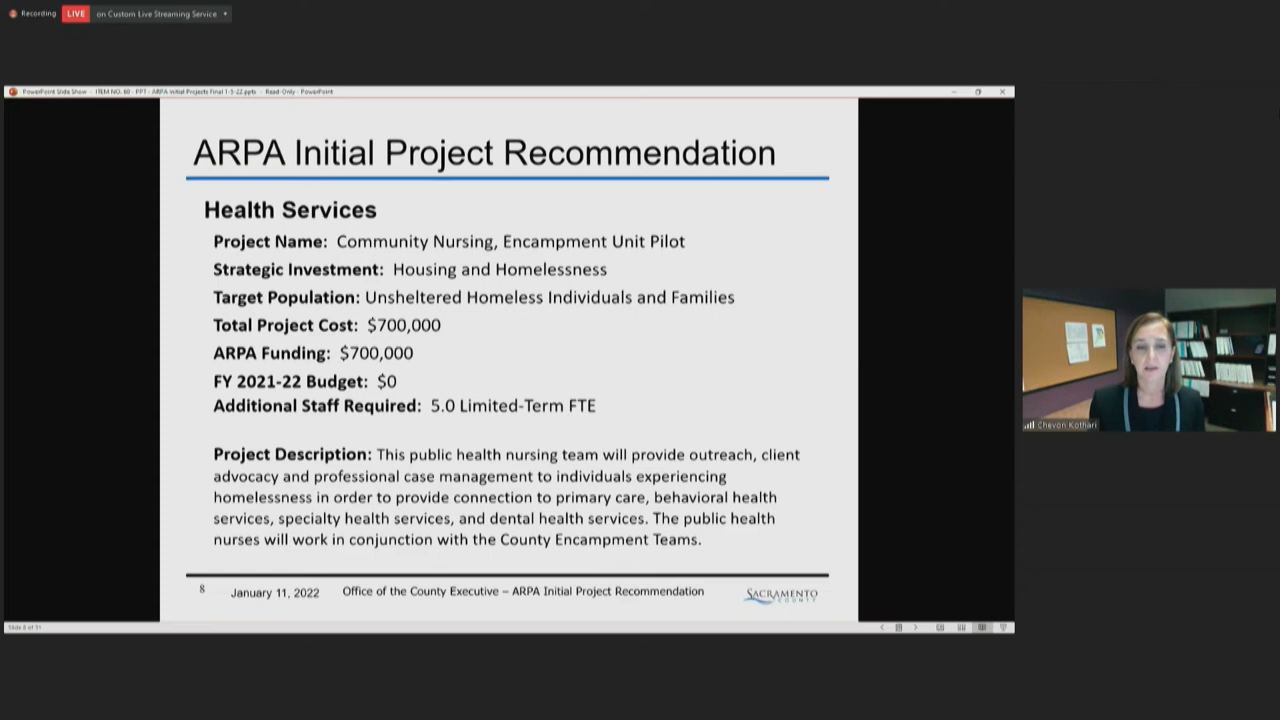 Recording LIVE on Custom Live Streaming Service
PowerPoint Slide Show - ITEM NO. 60 - PPT - ARPA Initial Projects Final 1-5-22.pptx - Read-Only - PowerPoint
ARPA Initial Project Recommendation
Health Services
Project Name: Community Nursing, Encampment Unit Pilot
Strategic Investment: Housing and Homelessness
Target Population: Unsheltered Homeless Individuals and Families
Total Project Cost: $700,000
ARPA Funding: $700,000
FY 2021-22 Budget: $0
Additional Staff Required: 5.0 Limited-Term FTE
Project Description: This public health nursing team will provide outreach, client
advocacy and professional case management to individuals experiencing
homelessness in order to provide connection to primary care, behavioral health
services, specialty health services, and dental health services. The public health
nurses will work in conjunction with the County Encampment Teams.
8 January 11, 2022 Office of the County Executive – ARPA Initial Project Recommendation
SACRAMENTO
COUNTY
Slide 8 of 31
Chevon Kothari